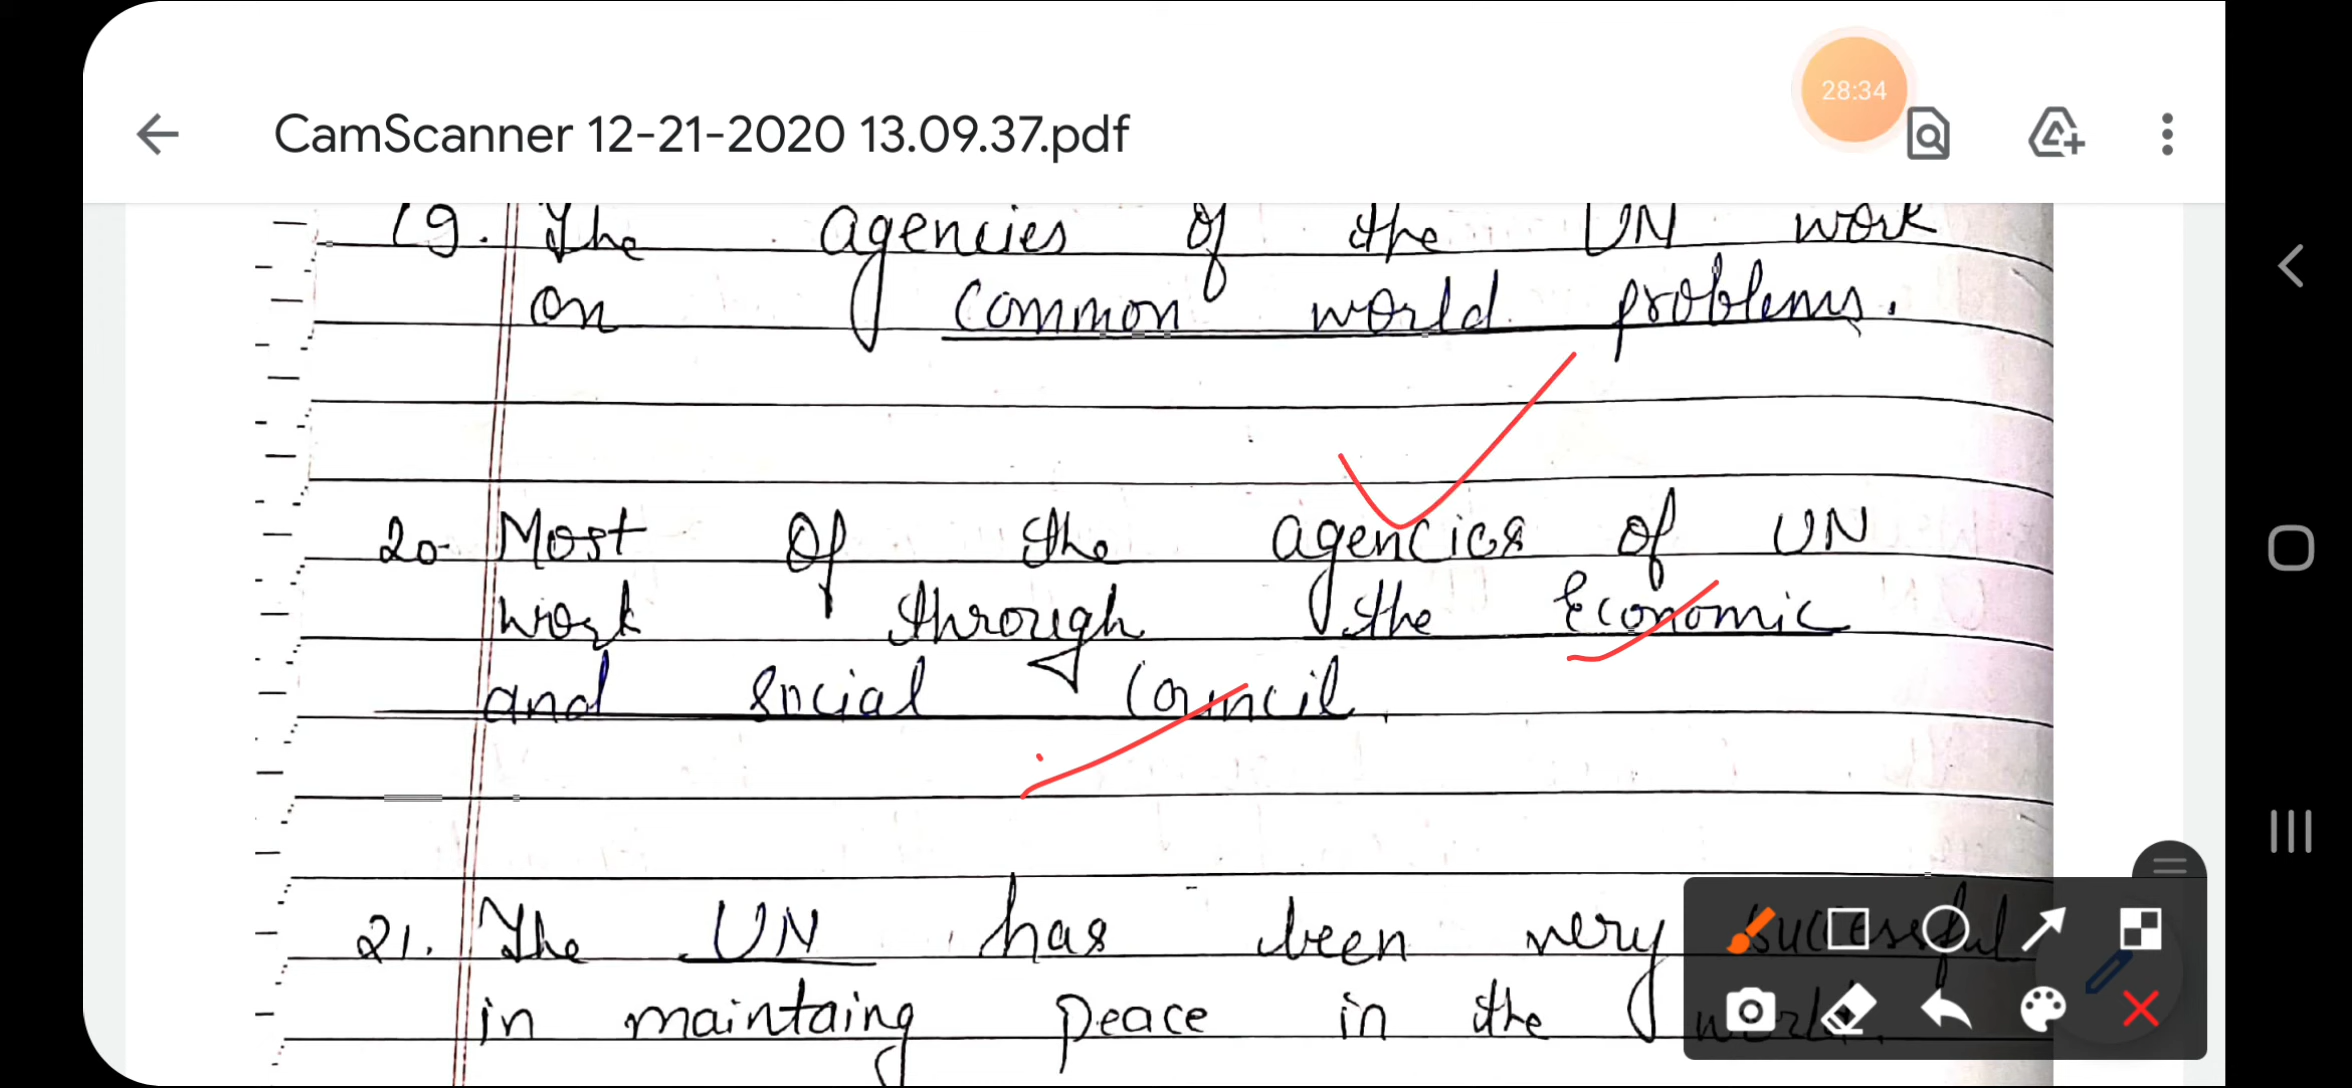 28:34
CamScanner 12-21-2020 13.09.37.pdf
19. The agencies of the UN work
on common world problems.
20. Most of the agencies of UN
work through the Economic
and social Council.
21. The UN has been very successful
in maintaing peace in the world.